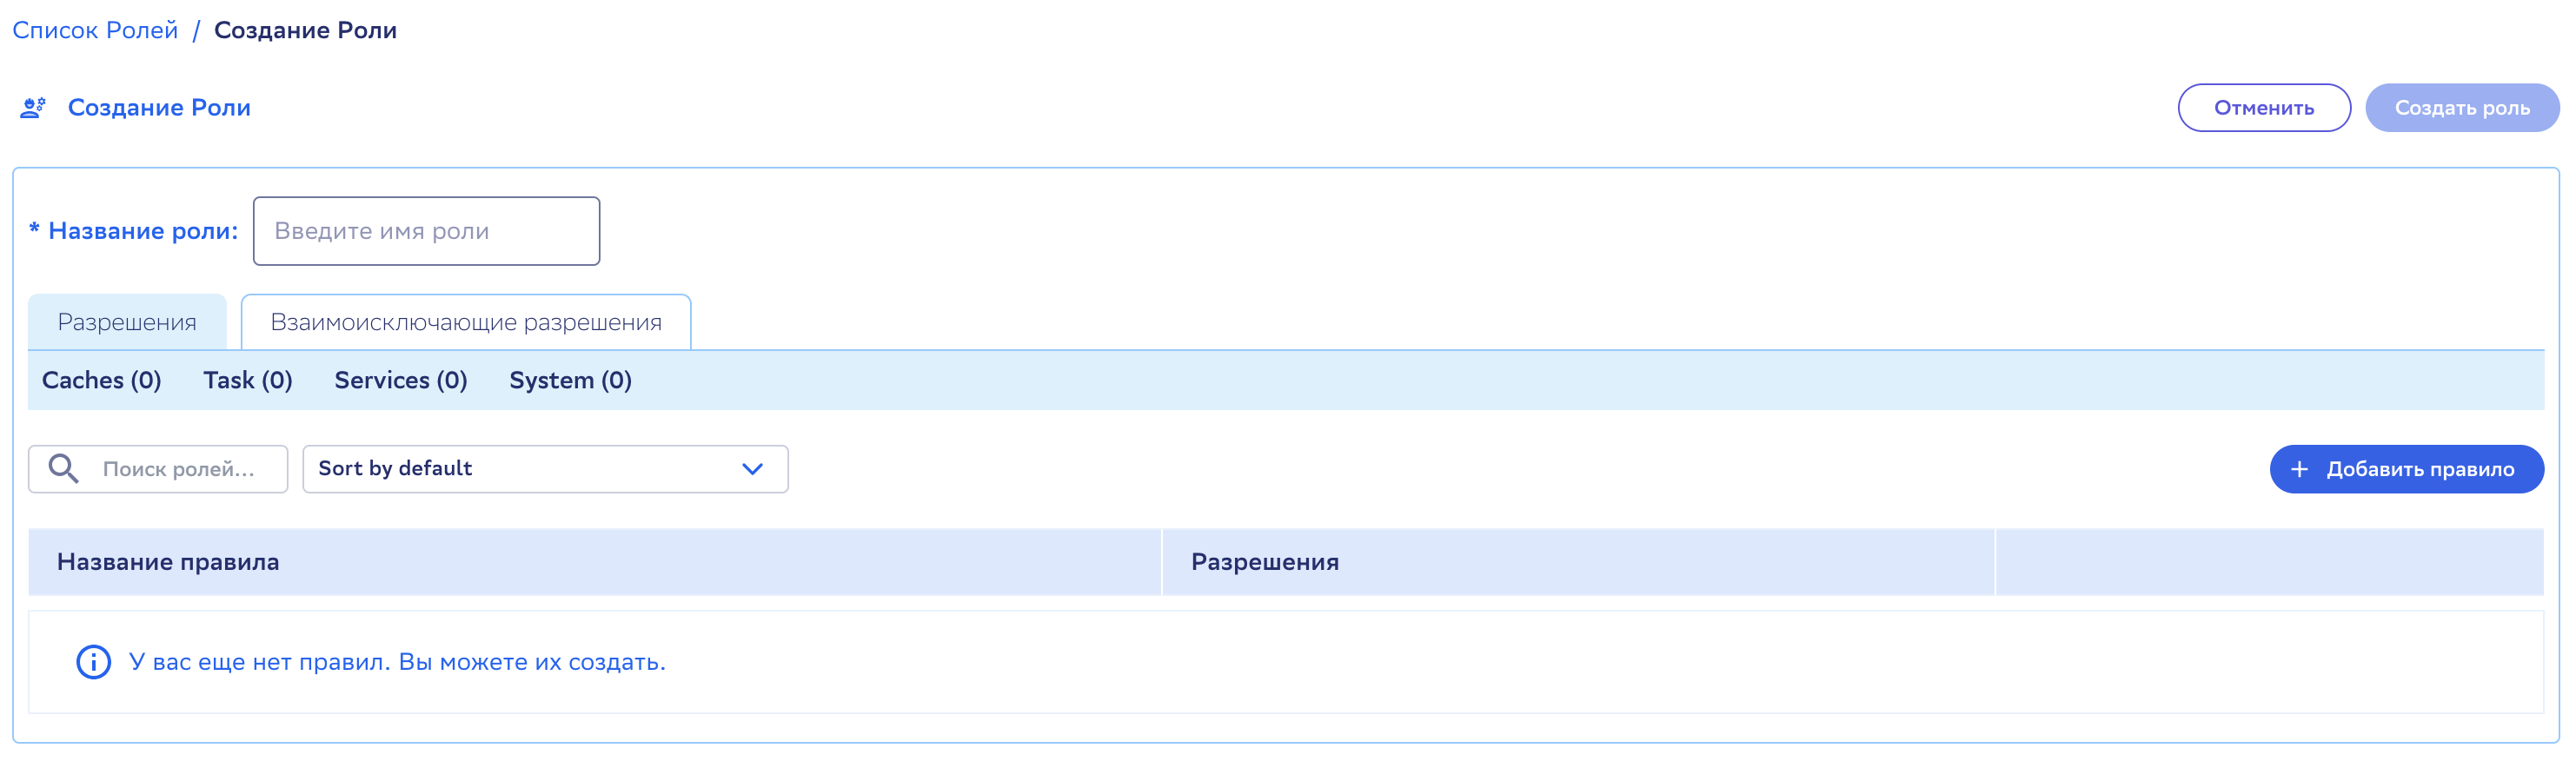 Список Ролей / Создание Роли
Создание Роли
Отменить
Создать роль
* Название роли: Введите имя роли
Разрешения
Взаимоисключающие разрешения
Caches (0) Task (0) Services (0) System (0)
Поиск ролей...
Sort by default
+ Добавить правило
Название правила
Разрешения
У вас еще нет правил. Вы можете их создать.